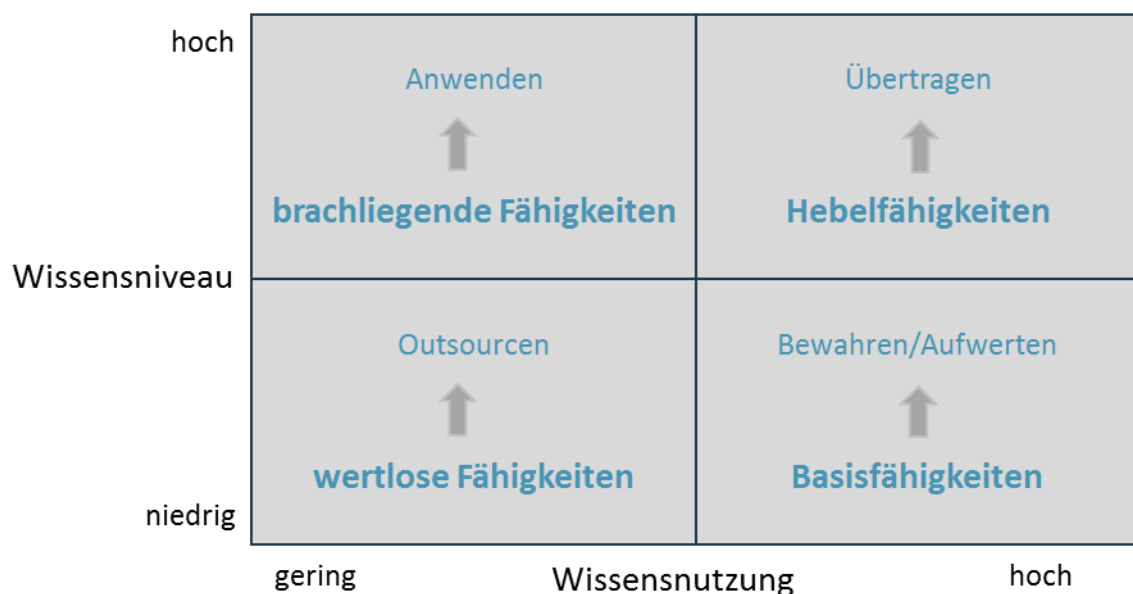 hoch
Anwenden
Übertragen
brachliegende Fähigkeiten
Hebelfähigkeiten
Wissensniveau
Outsourcen
Bewahren/Aufwerten
wertlose Fähigkeiten
Basisfähigkeiten
niedrig
gering
Wissensnutzung
hoch